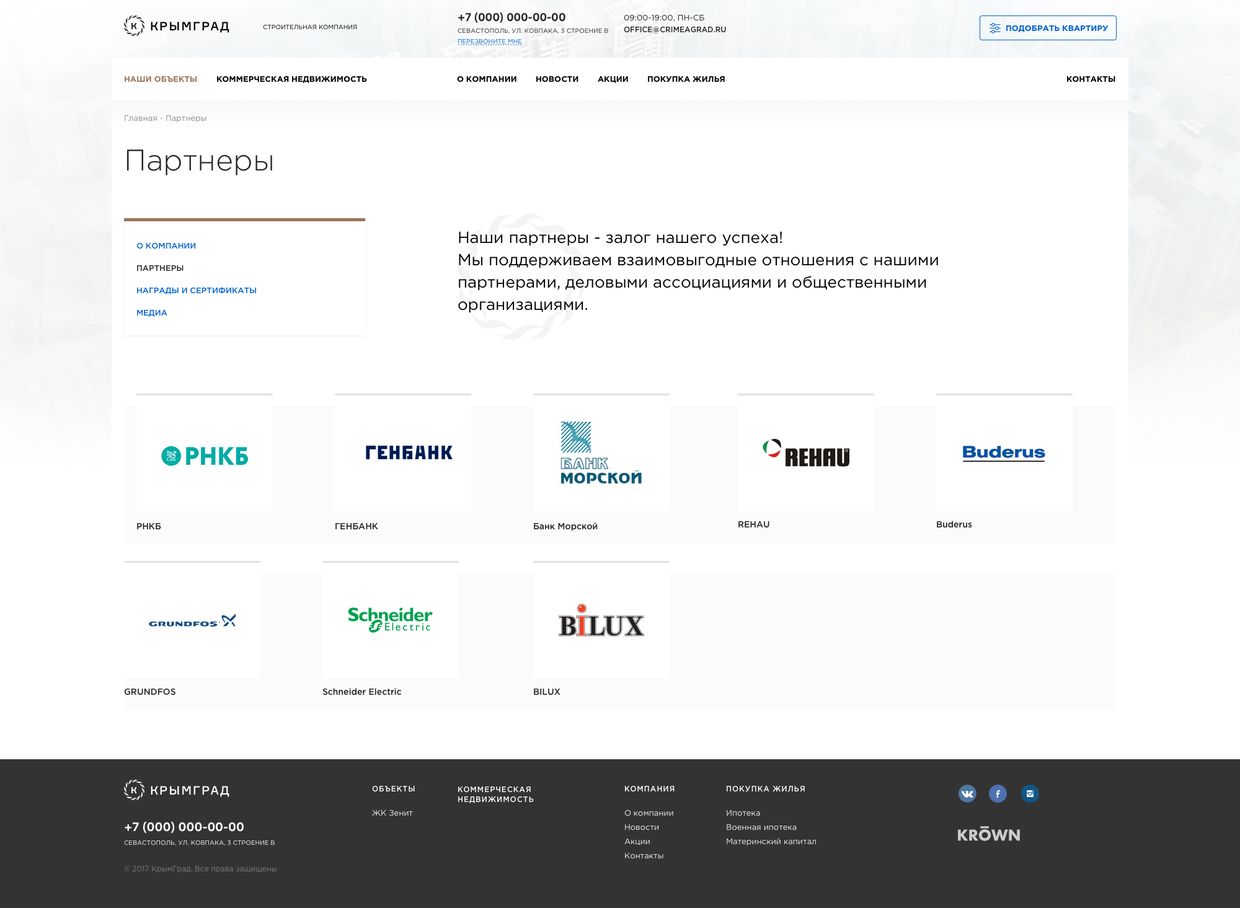 КРЫМГРАД
СТРОИТЕЛЬНАЯ КОМПАНИЯ
+7 (000) 000-00-00
СЕВАСТОПОЛЬ, УЛ. КОВПАКА, 3 СТРОЕНИЕ В
ПЕРЕЗВОНИТЕ МНЕ
09:00-19:00, ПН-СБ
OFFICE@CRIMEAGRAD.RU
ПОДОБРАТЬ КВАРТИРУ
НАШИ ОБЪЕКТЫ
КОММЕРЧЕСКАЯ НЕДВИЖИМОСТЬ
О КОМПАНИИ
НОВОСТИ
АКЦИИ
ПОКУПКА ЖИЛЬЯ
КОНТАКТЫ
Главная - Партнеры
Партнеры
О КОМПАНИИ
ПАРТНЕРЫ
НАГРАДЫ И СЕРТИФИКАТЫ
МЕДИА
Наши партнеры - залог нашего успеха!
Мы поддерживаем взаимовыгодные отношения с нашими
партнерами, деловыми ассоциациями и общественными
организациями.
РНКБ
ГЕНБАНК
БАНК
МОРСКОЙ
REHAU
Buderus
РНКБ
ГЕНБАНК
Банк Морской
REHAU
Buderus
GRUNDFOS
Schneider
Electric
BILUX
GRUNDFOS
Schneider Electric
BILUX
КРЫМГРАД
+7 (000) 000-00-00
СЕВАСТОПОЛЬ, УЛ. КОВПАКА, 3 СТРОЕНИЕ В
© 2017 КрымГрад. Все права защищены
ОБЪЕКТЫ
ЖК Зенит
КОММЕРЧЕСКАЯ
НЕДВИЖИМОСТЬ
КОМПАНИЯ
О компании
Новости
Акции
Контакты
ПОКУПКА ЖИЛЬЯ
Ипотека
Военная ипотека
Материнский капитал
KRŌWN